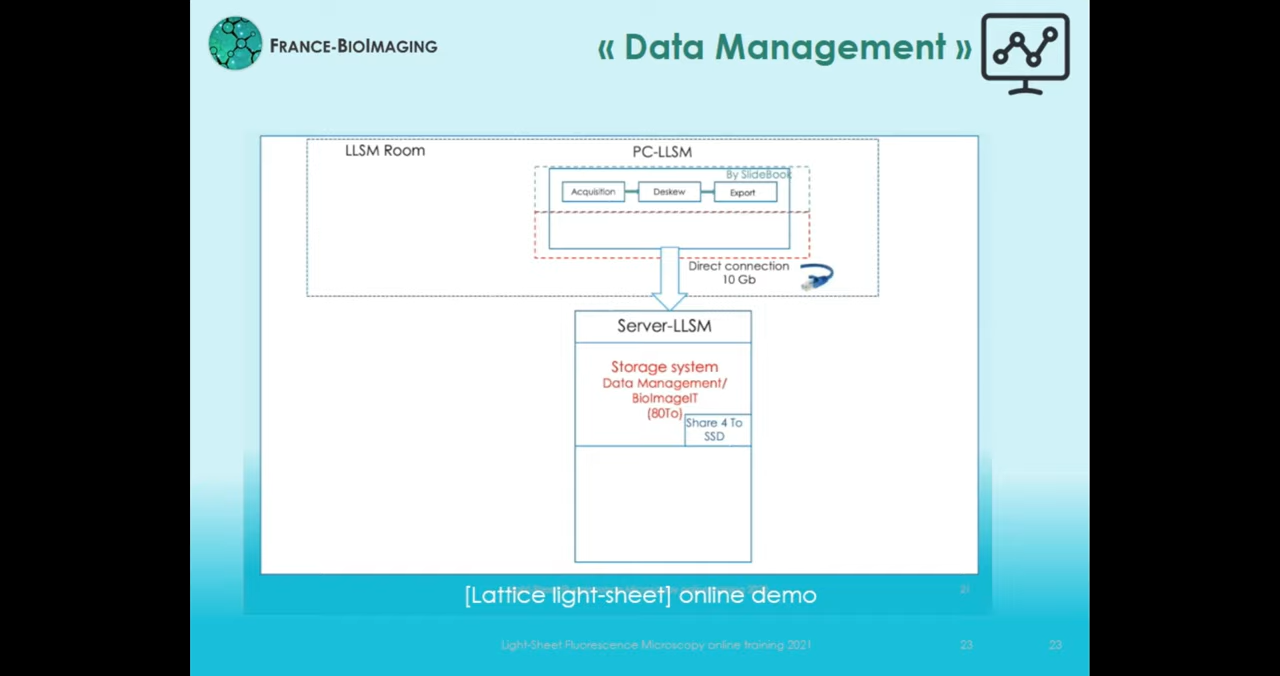 FRANCE-BIOIMAGING
« Data Management »
LLSM Room
PC-LLSM
By SlideBook
Acquisition
Deskew
Export
Direct connection
10 Gb
Server-LLSM
Storage system
Data Management/
BioImageIT
(80To)
Share 4 To
SSD
21
[Lattice light-sheet] online demo
Light-Sheet Fluorescence Microscopy online training 2021
23
23